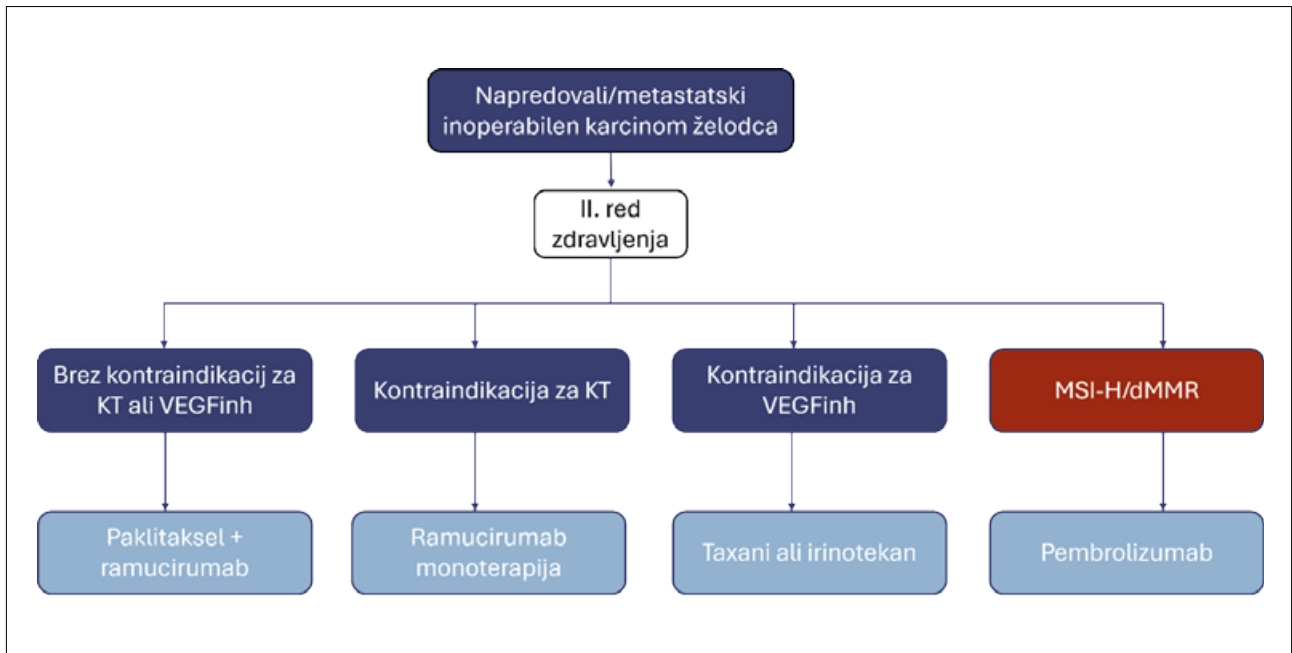 Napredovali/metastatski
inoperabilen karcinom želodca
II. red
zdravljenja
Brez kontraindikacij za
KT ali VEGFinh
Kontraindikacija za KT
Kontraindikacija za
VEGFinh
MSI-H/dMMR
Paklitaksel +
ramucirumab
Ramucirumab
monoterapija
Taxani ali irinotekan
Pembrolizumab